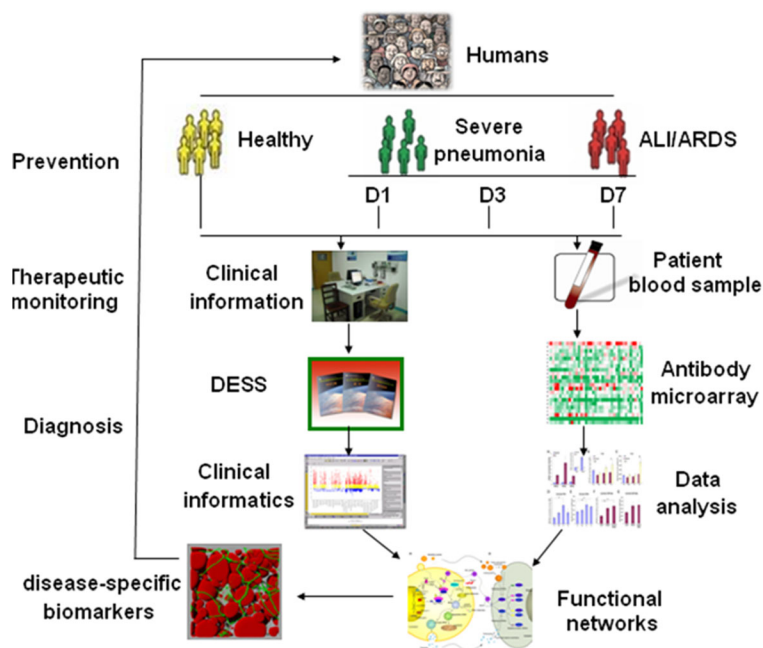 Humans
Healthy
Severe
pneumonia
ALI/ARDS
Prevention
D1
D3
D7
Therapeutic
monitoring
Clinical
information
Patient
blood sample
DESS
Antibody
microarray
Diagnosis
Clinical
informatics
Data
analysis
disease-specific
biomarkers
Functional
networks